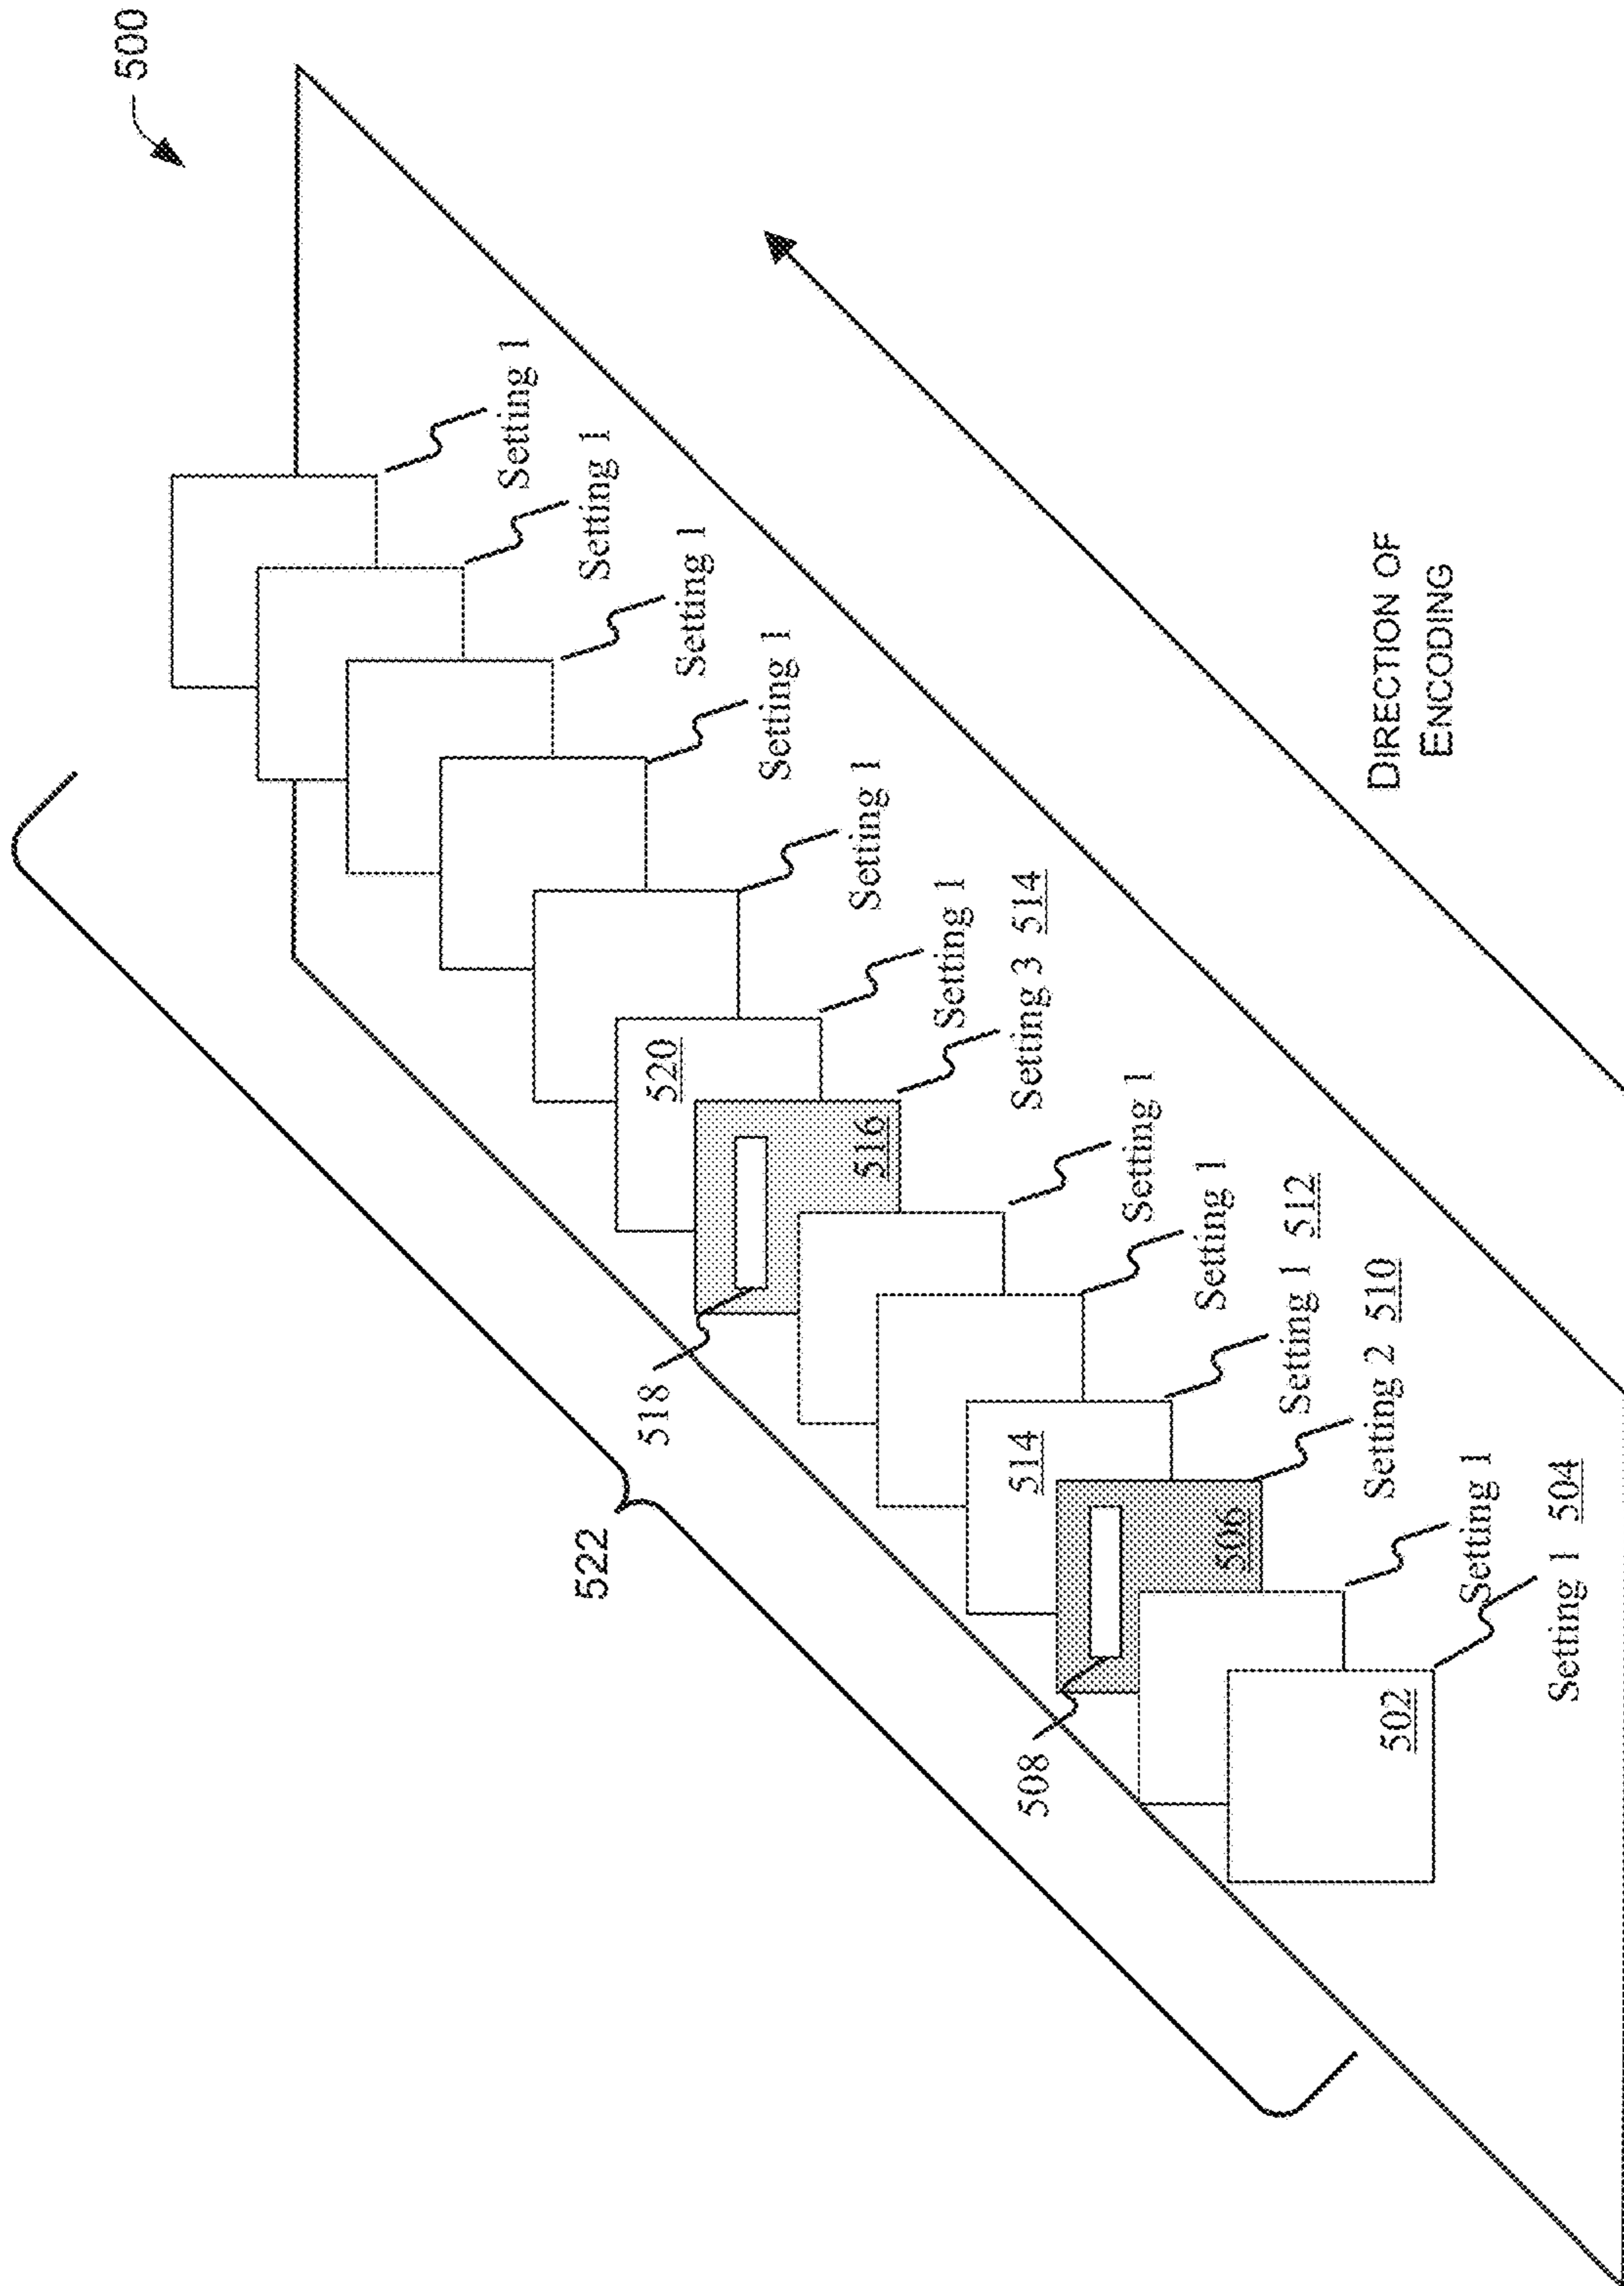 500
522
Setting 1
Setting 1
Setting 1
Setting 1
Setting 1
520
Setting 1
518
516
Setting 3 514
Setting 1
Setting 1
514
Setting 1 512
508
506
Setting 2 510
Setting 1
502
Setting 1 504
DIRECTION OF
ENCODING